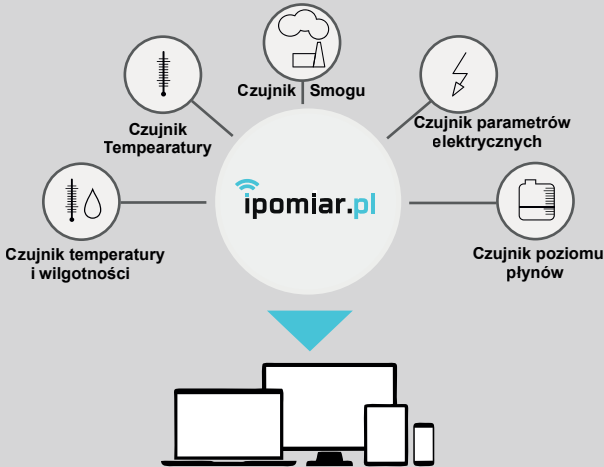 Czujnik Smogu
Czujnik
Tempearatury
Czujnik parametrów
elektrycznych
ipomiar.pl
Czujnik temperatury
i wilgotności
Czujnik poziomu
płynów